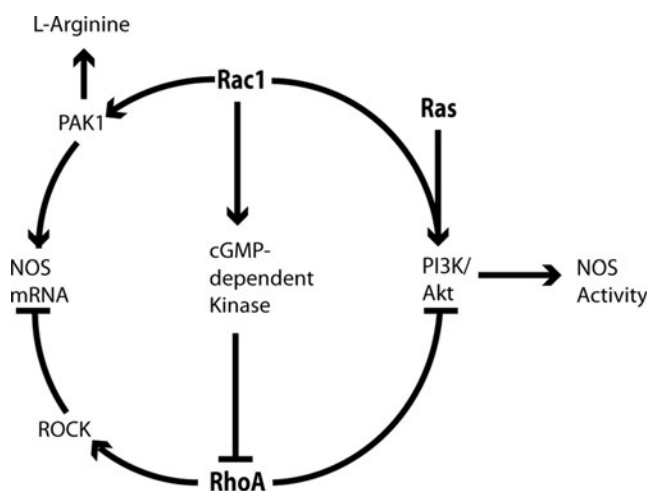 L-Arginine
Rac1
Ras
PAK1
NOS
mRNA
cGMP-
dependent
Kinase
PI3K/
Akt
NOS
Activity
ROCK
RhoA